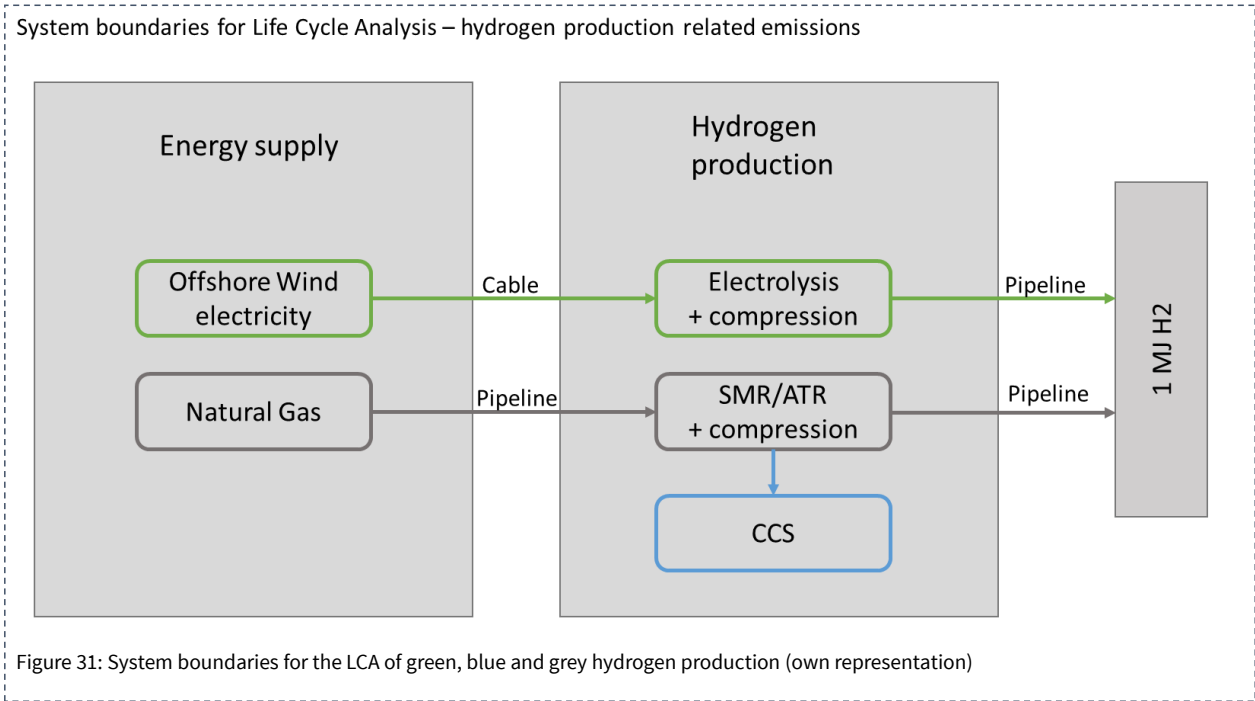 System boundaries for Life Cycle Analysis – hydrogen production related emissions
Energy supply
Hydrogen
production
Offshore Wind
electricity
Cable
Electrolysis
+ compression
Pipeline
Natural Gas
Pipeline
SMR/ATR
+ compression
Pipeline
CCS
1 MJ H2
Figure 31: System boundaries for the LCA of green, blue and grey hydrogen production (own representation)